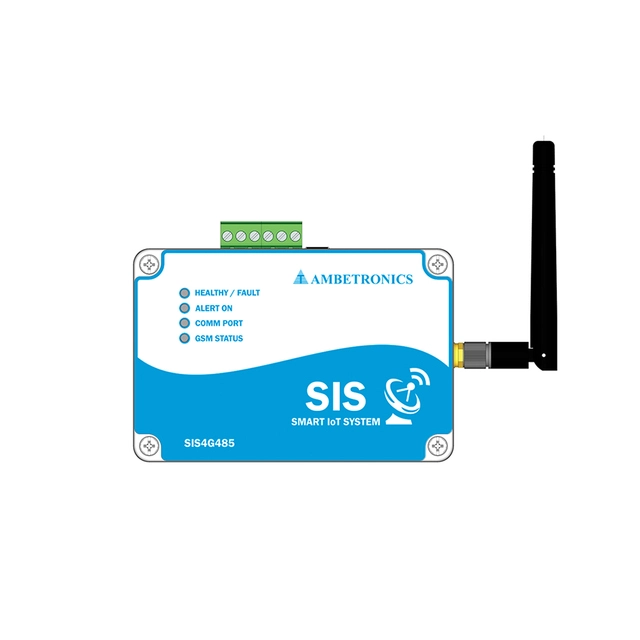 AMBETRONICS
HEALTHY / FAULT
ALERT ON
COMM PORT
GSM STATUS
SIS
SMART IoT SYSTEM
SIS4G485